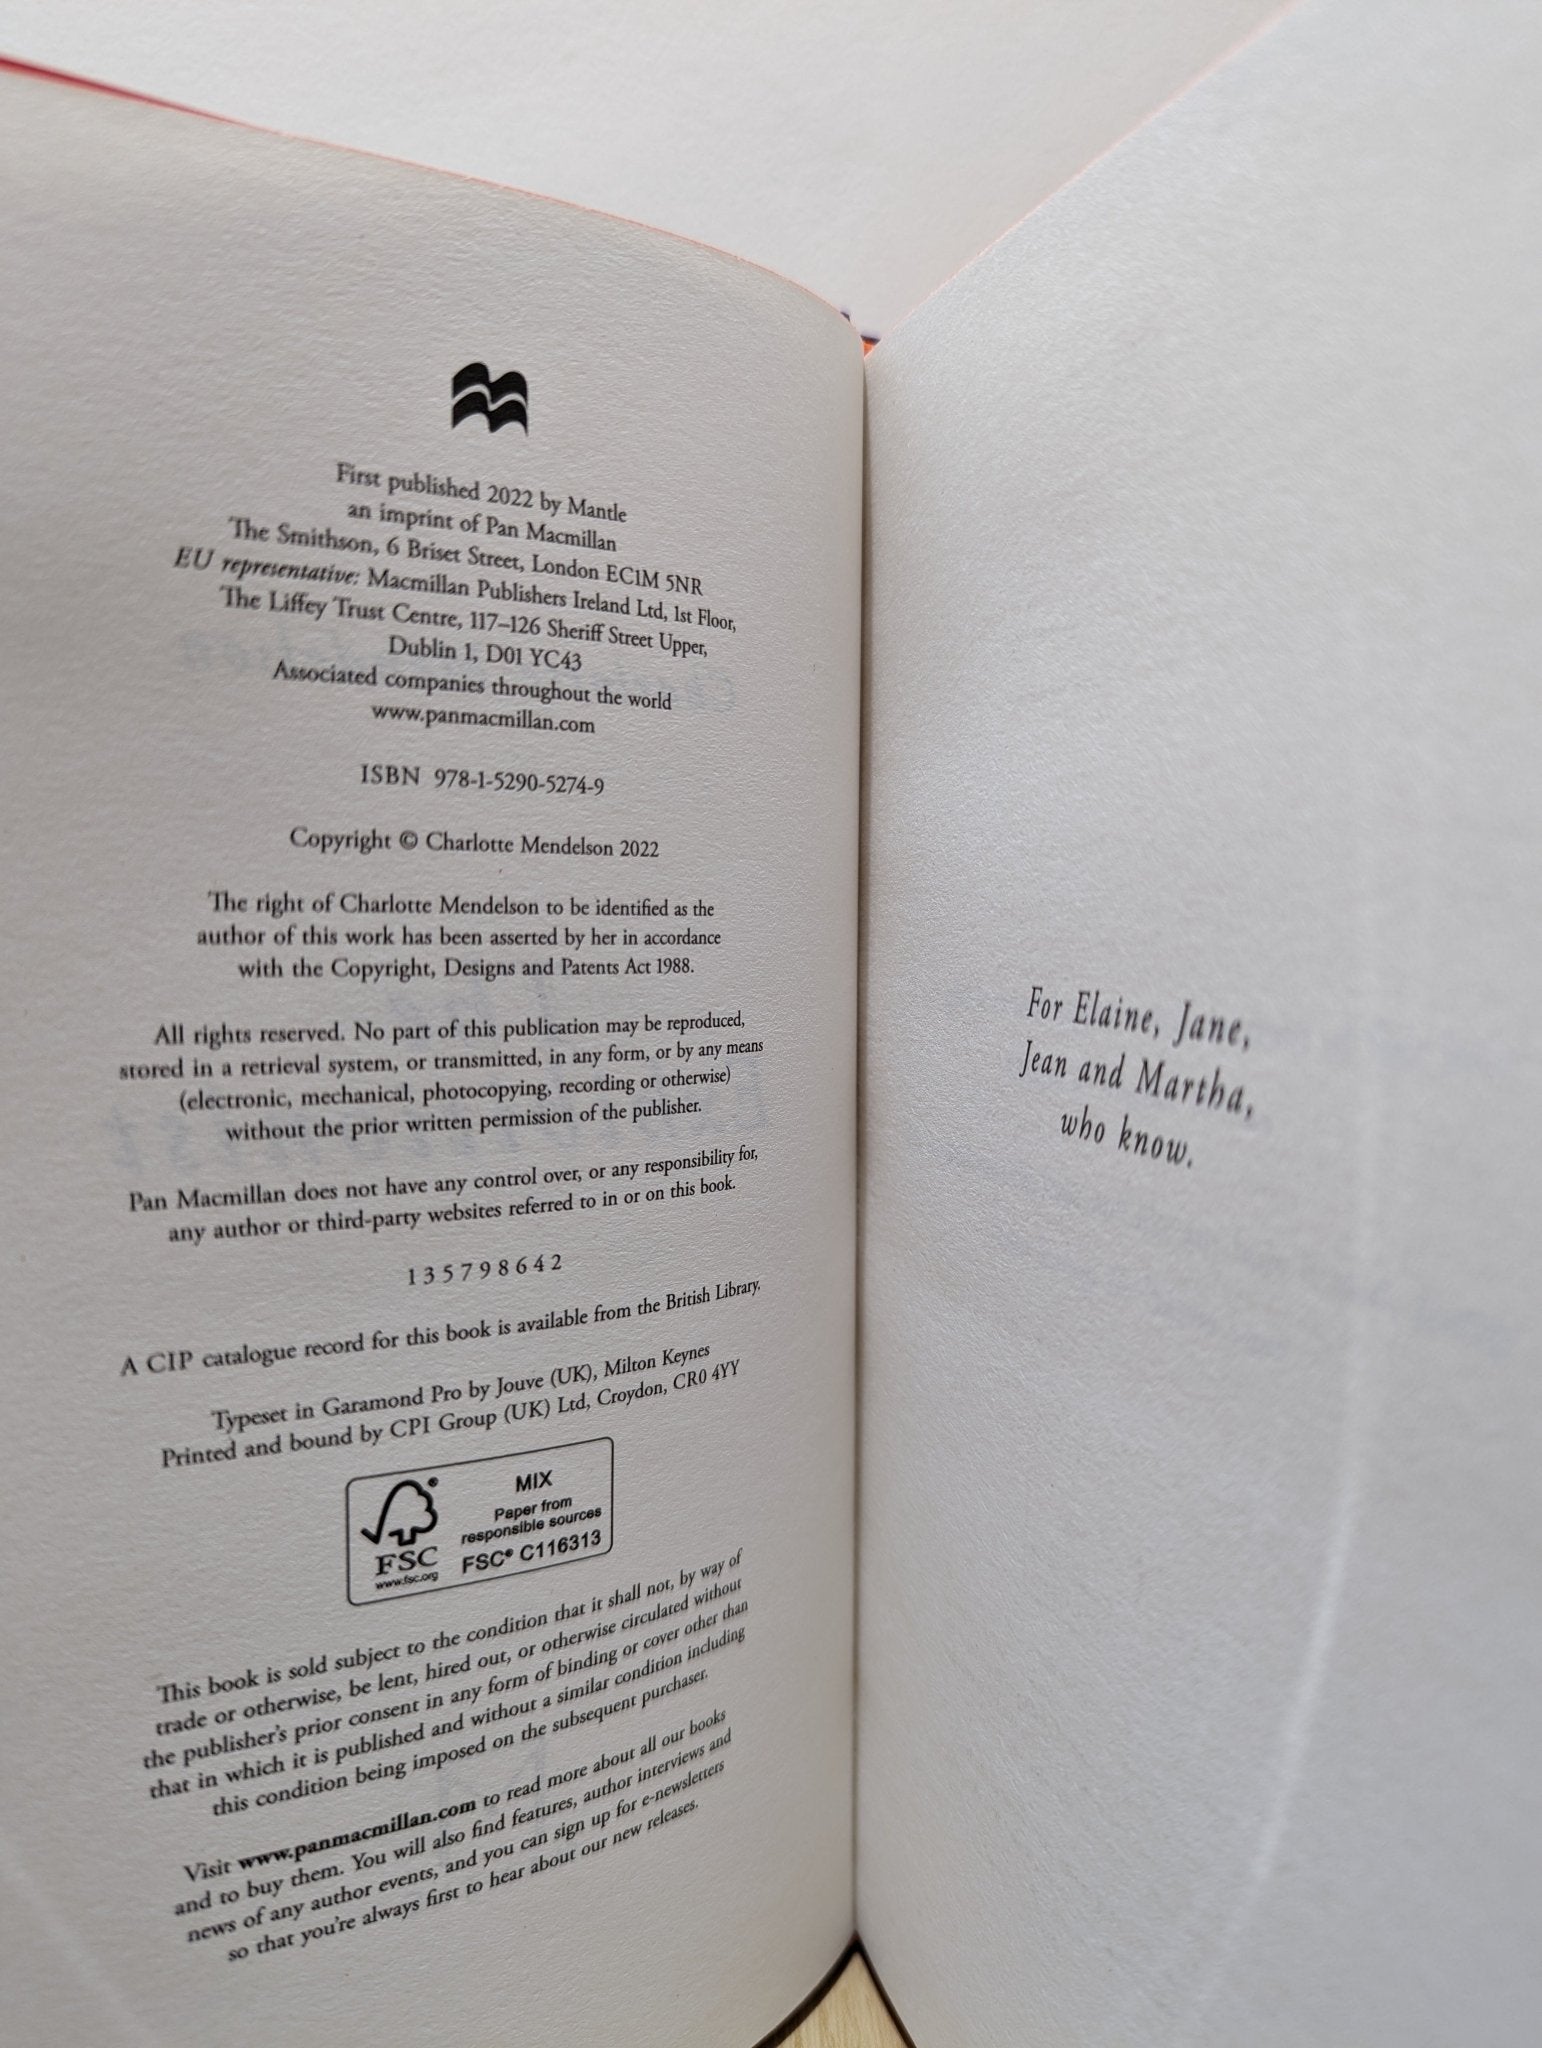 First published 2022 by Mantle
an imprint of Pan Macmillan
The Smithson, 6 Briset Street, London EC1M 5NR
EU representative: Macmillan Publishers Ireland Ltd, 1st Floor,
The Liffey Trust Centre, 117–126 Sheriff Street Upper,
Dublin 1, D01 YC43
Associated companies throughout the world
www.panmacmillan.com
ISBN 978-1-5290-5274-9
Copyright © Charlotte Mendelson 2022
The right of Charlotte Mendelson to be identified as the
author of this work has been asserted by her in accordance
with the Copyright, Designs and Patents Act 1988.
All rights reserved. No part of this publication may be reproduced,
stored in a retrieval system, or transmitted, in any form, or by any means
(electronic, mechanical, photocopying, recording or otherwise)
without the prior written permission of the publisher.
Pan Macmillan does not have any control over, or any responsibility for,
any author or third-party websites referred to in or on this book.
1 3 5 7 9 8 6 4 2
A CIP catalogue record for this book is available from the British Library.
Typeset in Garamond Pro by Jouve (UK), Milton Keynes
Printed and bound by CPI Group (UK) Ltd, Croydon, CR0 4YY
MIX
Paper from
responsible sources
FSC® C116313
FSC
www.fsc.org
This book is sold subject to the condition that it shall not, by way of
trade or otherwise, be lent, hired out, or otherwise circulated without
the publisher's prior consent in any form of binding or cover other than
that in which it is published and without a similar condition including
this condition being imposed on the subsequent purchaser.
Visit www.panmacmillan.com to read more about all our books
and to buy them. You will also find features, author interviews and
news of any author events, and you can sign up for e-newsletters
so that you're always first to hear about our new releases.
For Elaine, Jane,
Jean and Martha,
who know.